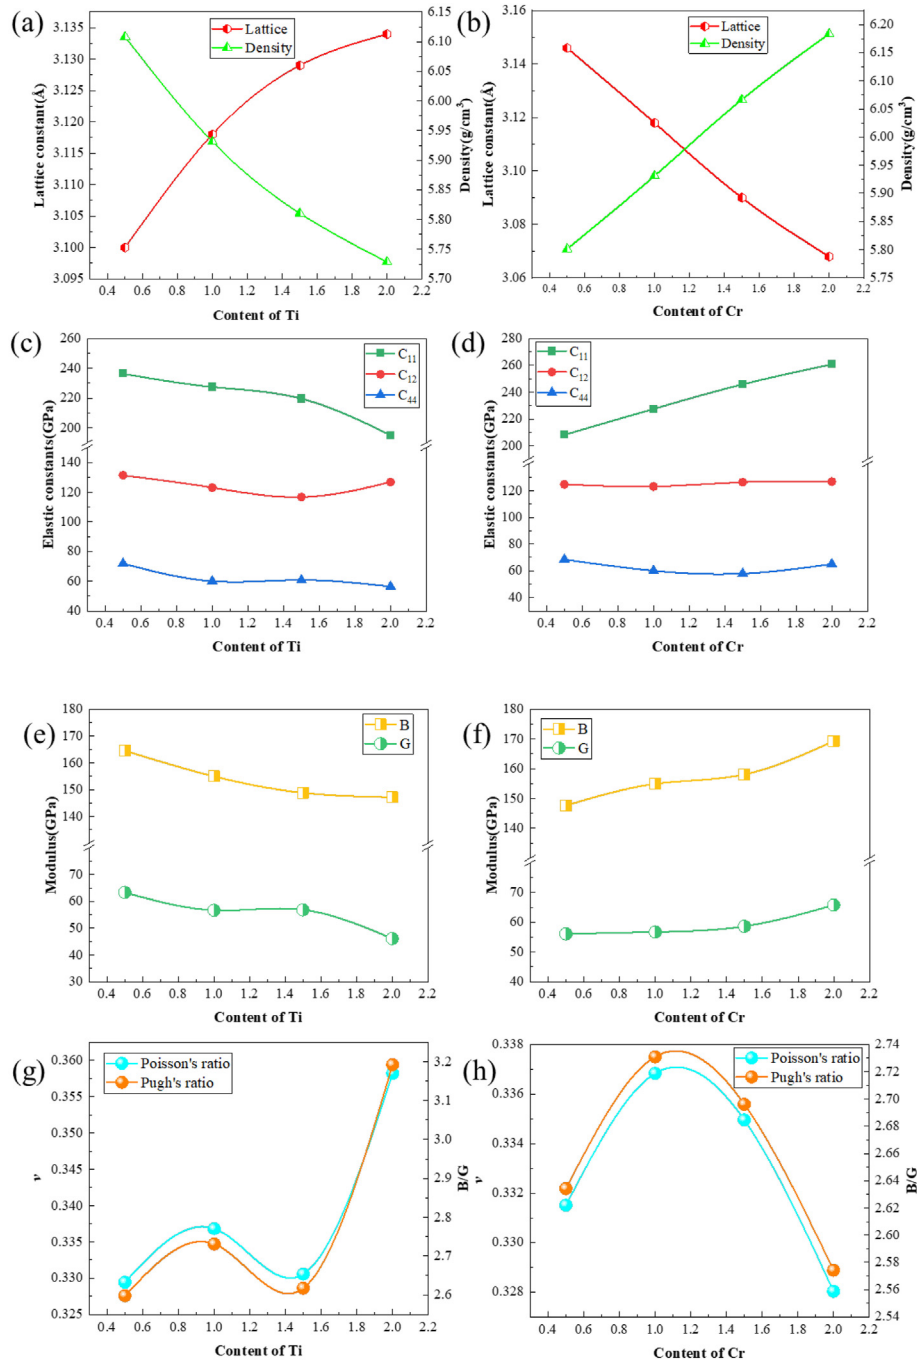 (a)
Lattice
Density
3.135
3.130
3.125
3.120
3.115
3.110
3.105
3.100
3.095
Lattice constant(Å)
6.15
6.10
6.05
6.00
5.95
5.90
5.85
5.80
5.75
5.70
Density(g/cm³)
0.4 0.6 0.8 1.0 1.2 1.4 1.6 1.8 2.0 2.2
Content of Ti
(b)
Lattice
Density
3.16
3.14
3.12
3.10
3.08
3.06
Lattice constant(Å)
6.20
6.15
6.10
6.05
6.00
5.95
5.90
5.85
5.80
5.75
Density(g/cm³)
0.4 0.6 0.8 1.0 1.2 1.4 1.6 1.8 2.0 2.2
Content of Cr
(c)
C₁₁
C₁₂
C₄₄
260
240
220
200
140
120
100
80
60
40
Elastic constants(GPa)
0.4 0.6 0.8 1.0 1.2 1.4 1.6 1.8 2.0 2.2
Content of Ti
(d)
C₁₁
C₁₂
C₄₄
280
260
240
220
200
120
100
80
60
40
Elastic constants(GPa)
0.4 0.6 0.8 1.0 1.2 1.4 1.6 1.8 2.0 2.2
Content of Cr
(e)
B
G
180
170
160
150
140
80
70
60
50
40
30
Modulus(GPa)
0.4 0.6 0.8 1.0 1.2 1.4 1.6 1.8 2.0 2.2
Content of Ti
(f)
B
G
180
170
160
150
140
80
70
60
50
40
Modulus(GPa)
0.4 0.6 0.8 1.0 1.2 1.4 1.6 1.8 2.0 2.2
Content of Cr
(g)
Poisson's ratio
Pugh's ratio
0.360
0.355
0.350
0.345
0.340
0.335
0.330
0.325
ν
3.2
3.1
3.0
2.9
2.8
2.7
2.6
B/G
0.4 0.6 0.8 1.0 1.2 1.4 1.6 1.8 2.0 2.2
Content of Ti
(h)
Poisson's ratio
Pugh's ratio
0.338
0.336
0.334
0.332
0.330
0.328
ν
2.74
2.72
2.70
2.68
2.66
2.64
2.62
2.60
2.58
2.56
2.54
B/G
0.4 0.6 0.8 1.0 1.2 1.4 1.6 1.8 2.0 2.2
Content of Cr